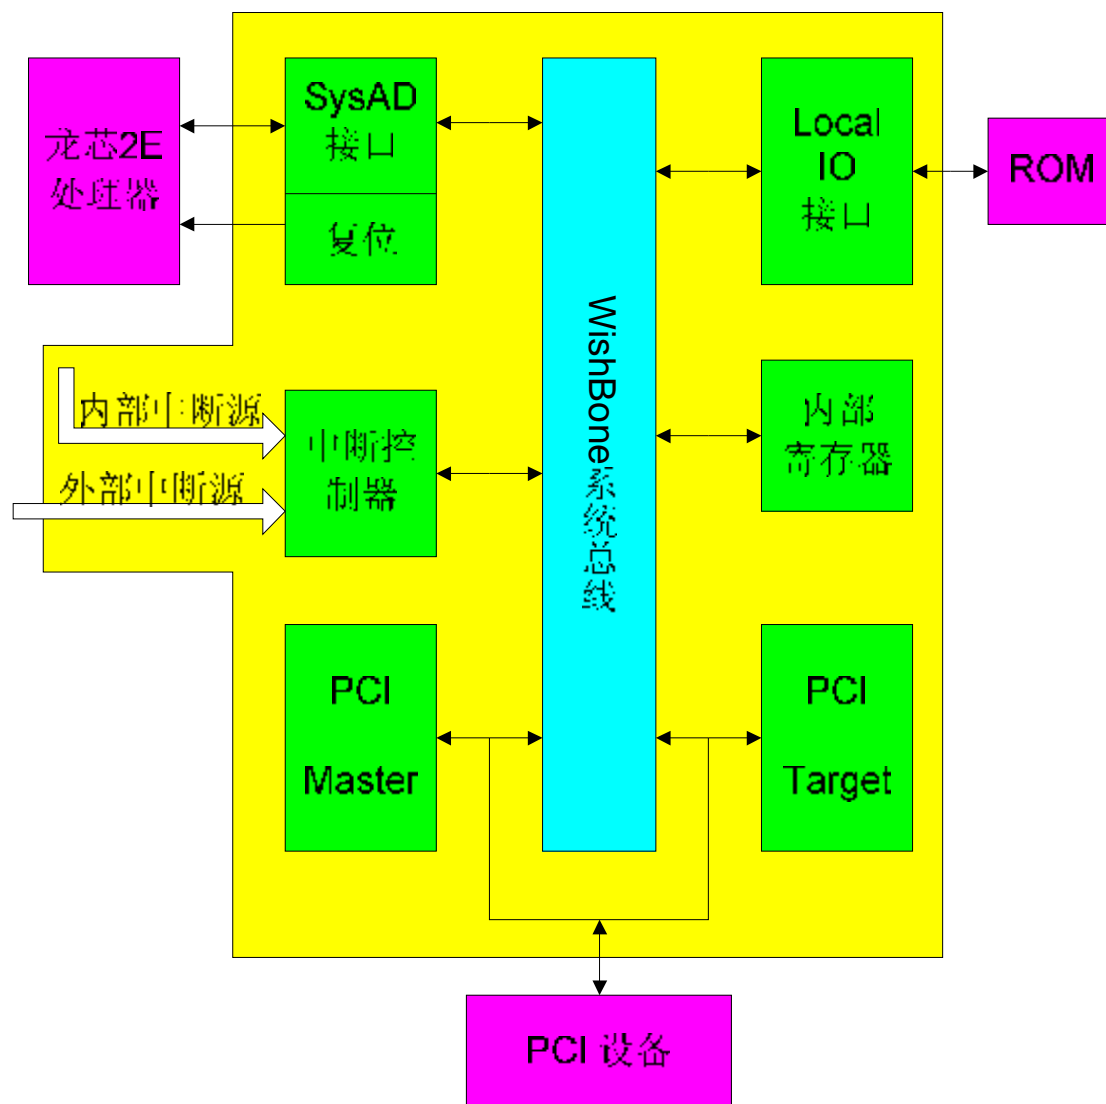 龙芯2E
处理器
SysAD
接口
复位
Local
IO
接口
ROM
内部中断源
外部中断源
中断控
制器
WishBone系统总线
内部
寄存器
PCI
Master
PCI
Target
PCI 设备